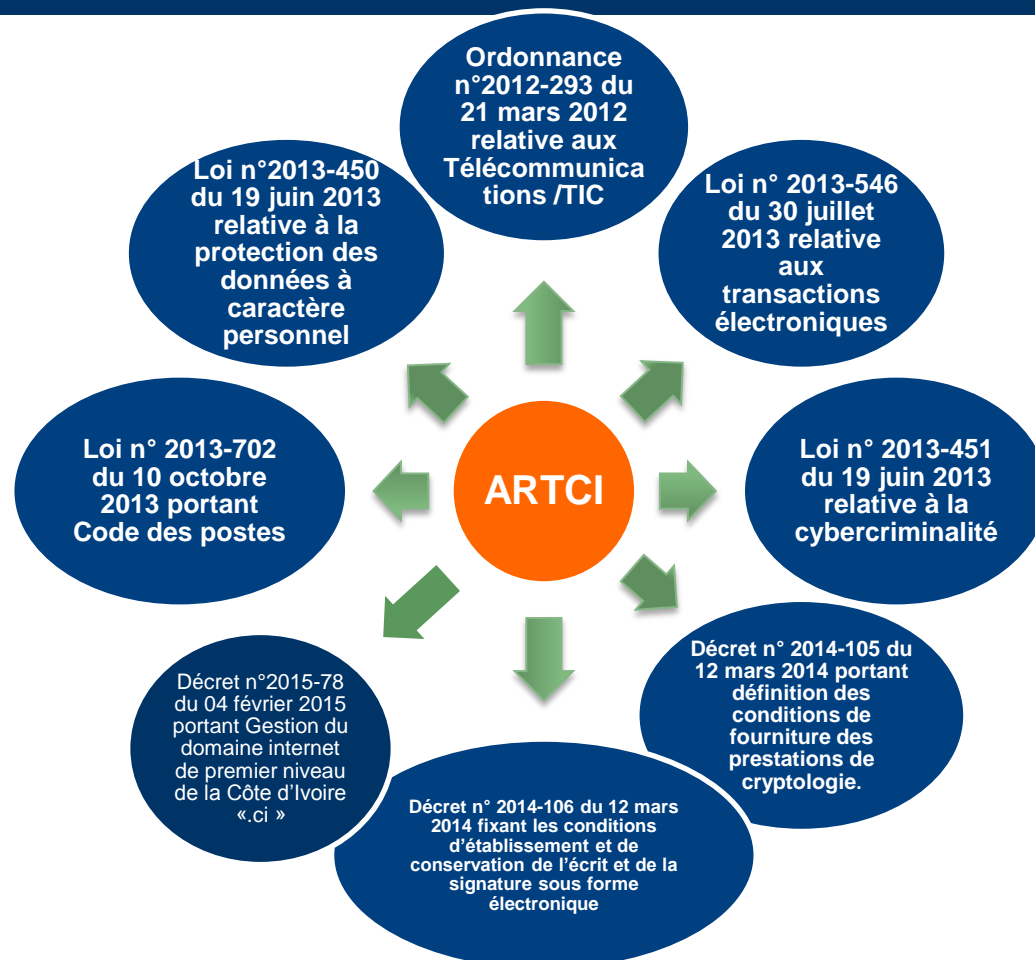 Ordonnance
n°2012-293 du
21 mars 2012
relative aux
Télécommunica
tions /TIC
Loi n° 2013-546
du 30 juillet
2013 relative
aux
transactions
électroniques
Loi n° 2013-451
du 19 juin 2013
relative à la
cybercriminalité
Décret n° 2014-105 du
12 mars 2014 portant
définition des
conditions de
fourniture des
prestations de
cryptologie.
Décret n° 2014-106 du 12 mars
2014 fixant les conditions
d’établissement et de
conservation de l’écrit et de la
signature sous forme
électronique
Décret n°2015-78
du 04 février 2015
portant Gestion du
domaine internet
de premier niveau
de la Côte d’Ivoire
«.ci »
Loi n° 2013-702
du 10 octobre
2013 portant
Code des postes
Loi n°2013-450
du 19 juin 2013
relative à la
protection des
données à
caractère
personnel
ARTCI